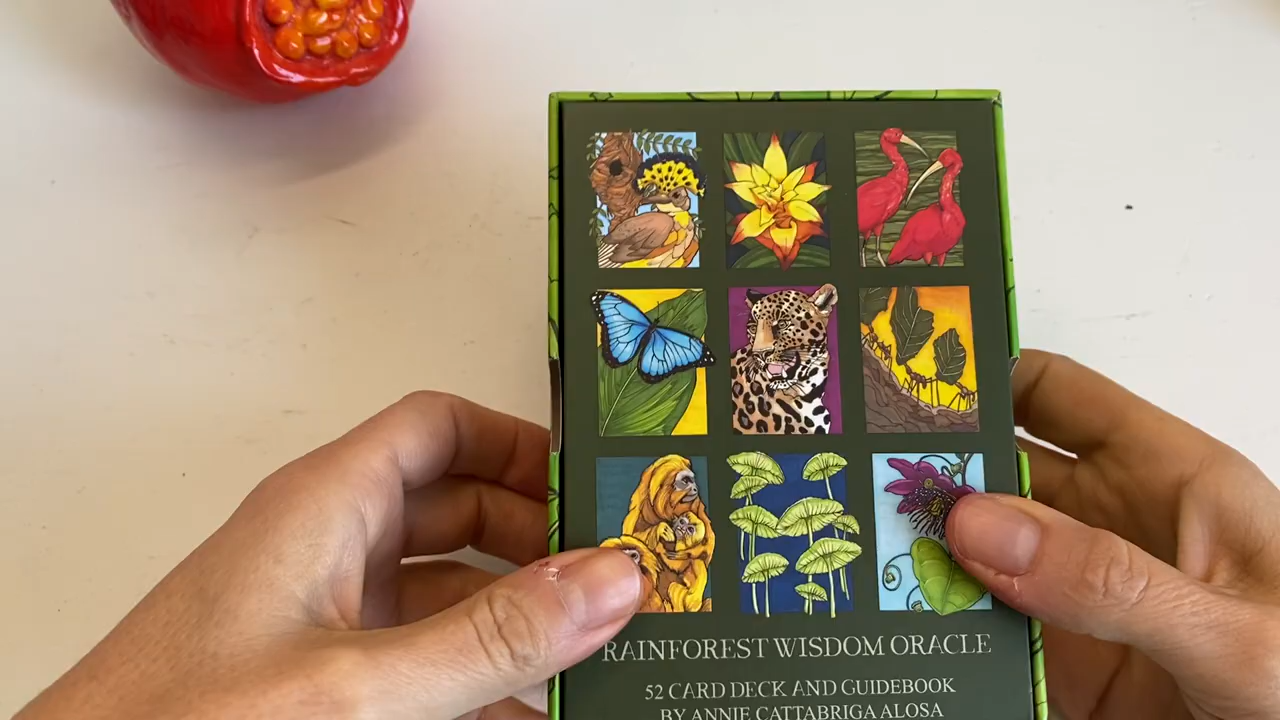 RAINFOREST WISDOM ORACLE
52 CARD DECK AND GUIDEBOOK
BY ANNIE CATTABRIGA ALOSA